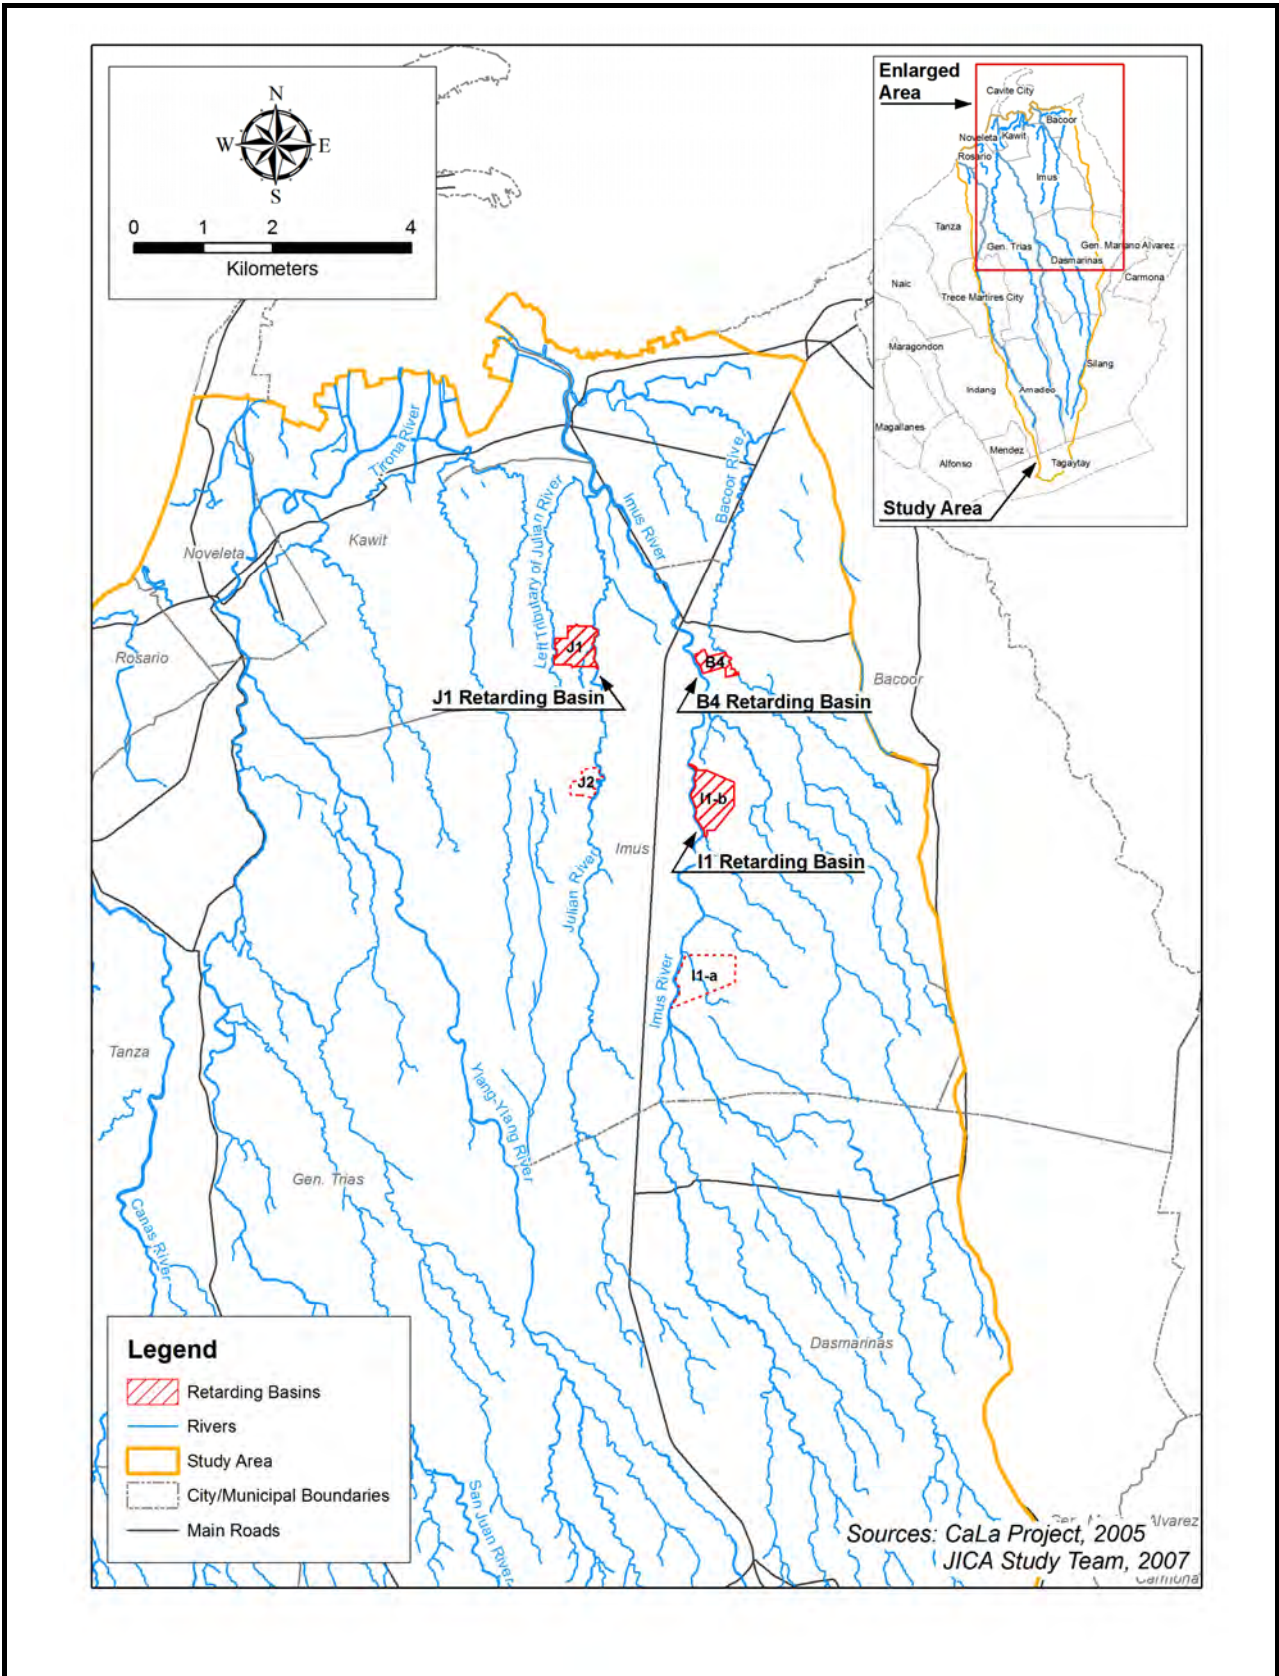 N
W E
S
0 1 2 4
Kilometers
Enlarged
Area
Cavite City
Bacoor
Noveleta
Kawit
Rosario
Imus
Tanza
Gen. Trias
Gen. Mariano Alvarez
Dasmarinas
Carmona
Naic
Trece Martires City
Maragondon
Silang
Indang
Amadeo
Magallanes
Mendez
Alfonso
Tagaytay
Study Area
Tirona River
Imus River
Bacoor River
Left Tributary of Julian River
Noveleta
Kawit
Rosario
J1
B4
Bacoor
J1 Retarding Basin
B4 Retarding Basin
J2
I1-b
Imus
I1 Retarding Basin
Julian River
I1-a
Imus River
Tanza
Ylang-Ylang River
Gen. Trias
Canas River
Dasmarinas
San Juan River
Legend
Retarding Basins
Rivers
Study Area
City/Municipal Boundaries
Main Roads
Alvarez
Sources: CaLa Project, 2005
JICA Study Team, 2007
Carmona